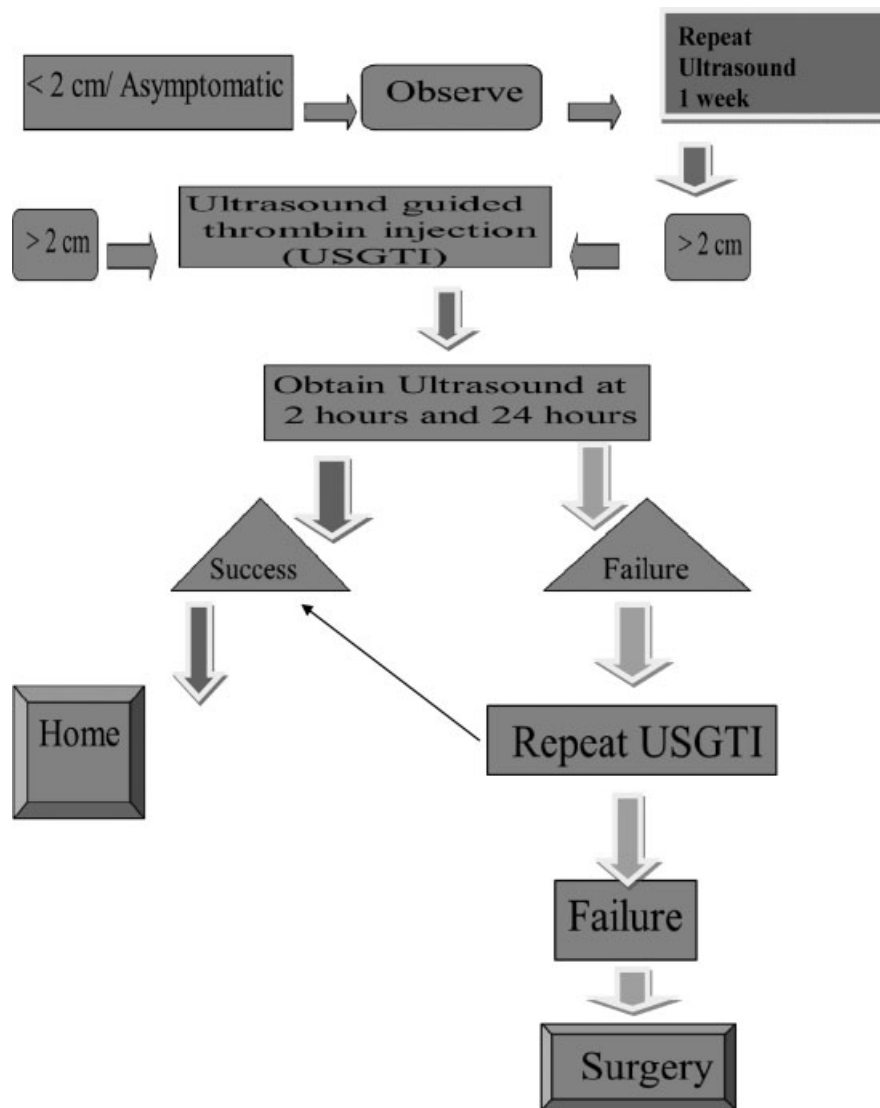 < 2 cm/ Asymptomatic
Observe
Repeat
Ultrasound
1 week
> 2 cm
Ultrasound guided
thrombin injection
(USGTI)
> 2 cm
Obtain Ultrasound at
2 hours and 24 hours
Success
Failure
Home
Repeat USGTI
Failure
Surgery